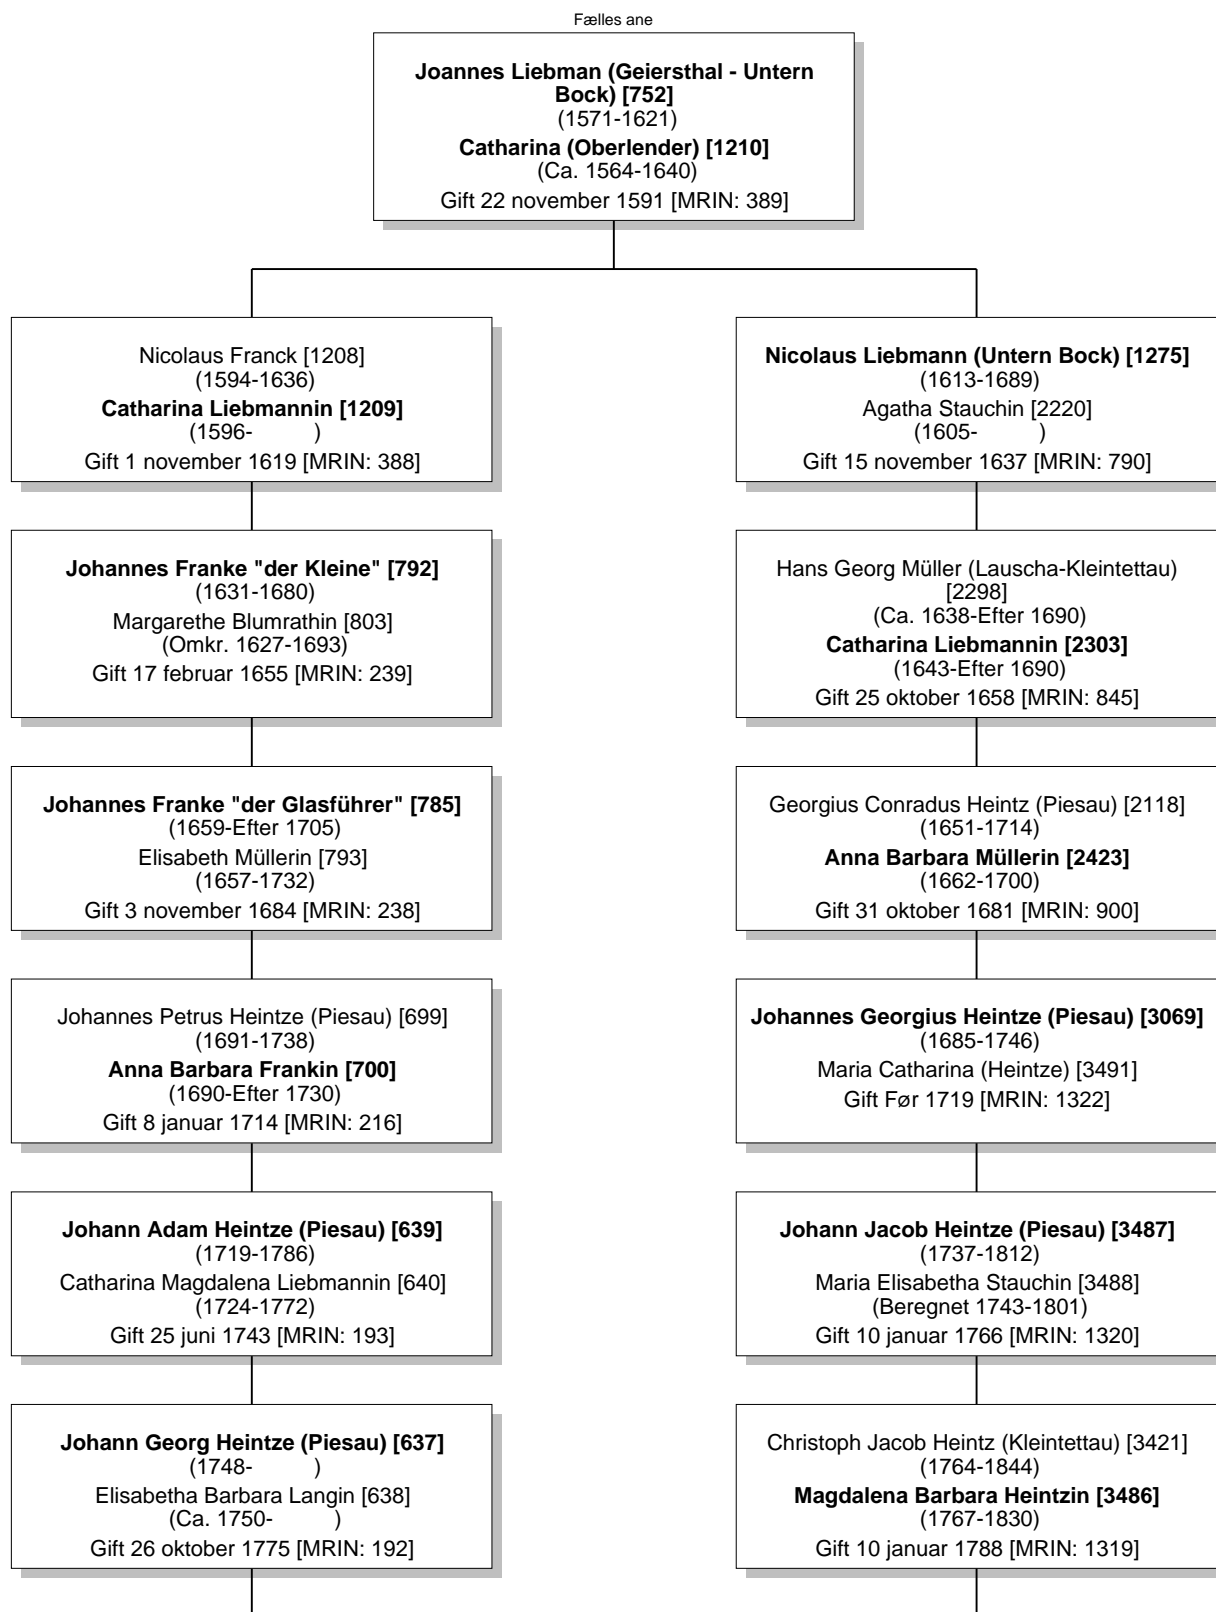 Fælles ane
Joannes Liebman (Geiersthal - Untern
Bock) [752]
(1571-1621)
Catharina (Oberlender) [1210]
(Ca. 1564-1640)
Gift 22 november 1591 [MRIN: 389]
Nicolaus Franck [1208]
(1594-1636)
Catharina Liebmannin [1209]
(1596- )
Gift 1 november 1619 [MRIN: 388]
Nicolaus Liebmann (Untern Bock) [1275]
(1613-1689)
Agatha Stauchin [2220]
(1605- )
Gift 15 november 1637 [MRIN: 790]
Johannes Franke "der Kleine" [792]
(1631-1680)
Margarethe Blumrathin [803]
(Omkr. 1627-1693)
Gift 17 februar 1655 [MRIN: 239]
Hans Georg Müller (Lauscha-Kleintettau)
[2298]
(Ca. 1638-Efter 1690)
Catharina Liebmannin [2303]
(1643-Efter 1690)
Gift 25 oktober 1658 [MRIN: 845]
Johannes Franke "der Glasführer" [785]
(1659-Efter 1705)
Elisabeth Müllerin [793]
(1657-1732)
Gift 3 november 1684 [MRIN: 238]
Georgius Conradus Heintz (Piesau) [2118]
(1651-1714)
Anna Barbara Müllerin [2423]
(1662-1700)
Gift 31 oktober 1681 [MRIN: 900]
Johannes Petrus Heintze (Piesau) [699]
(1691-1738)
Anna Barbara Frankin [700]
(1690-Efter 1730)
Gift 8 januar 1714 [MRIN: 216]
Johannes Georgius Heintze (Piesau) [3069]
(1685-1746)
Maria Catharina (Heintze) [3491]
Gift Før 1719 [MRIN: 1322]
Johann Adam Heintze (Piesau) [639]
(1719-1786)
Catharina Magdalena Liebmannin [640]
(1724-1772)
Gift 25 juni 1743 [MRIN: 193]
Johann Jacob Heintze (Piesau) [3487]
(1737-1812)
Maria Elisabetha Stauchin [3488]
(Beregnet 1743-1801)
Gift 10 januar 1766 [MRIN: 1320]
Johann Georg Heintze (Piesau) [637]
(1748- )
Elisabetha Barbara Langin [638]
(Ca. 1750- )
Gift 26 oktober 1775 [MRIN: 192]
Christoph Jacob Heintz (Kleintettau) [3421]
(1764-1844)
Magdalena Barbara Heintzin [3486]
(1767-1830)
Gift 10 januar 1788 [MRIN: 1319]